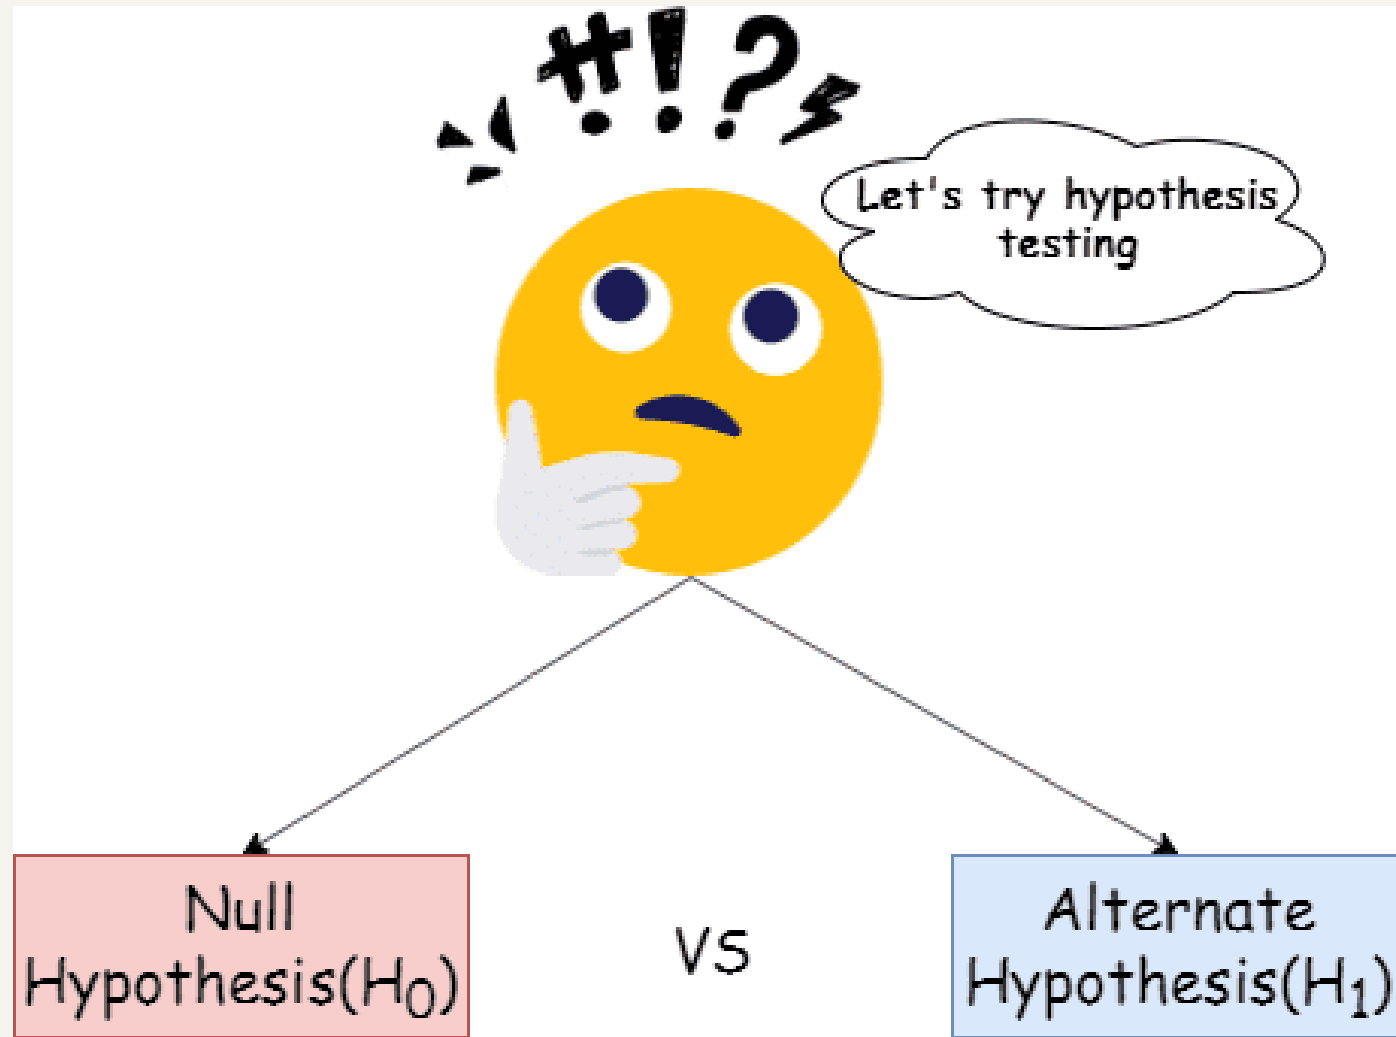 #!?
Let's try hypothesis
testing
Null
Hypothesis(H₀)
VS
Alternate
Hypothesis(H₁)